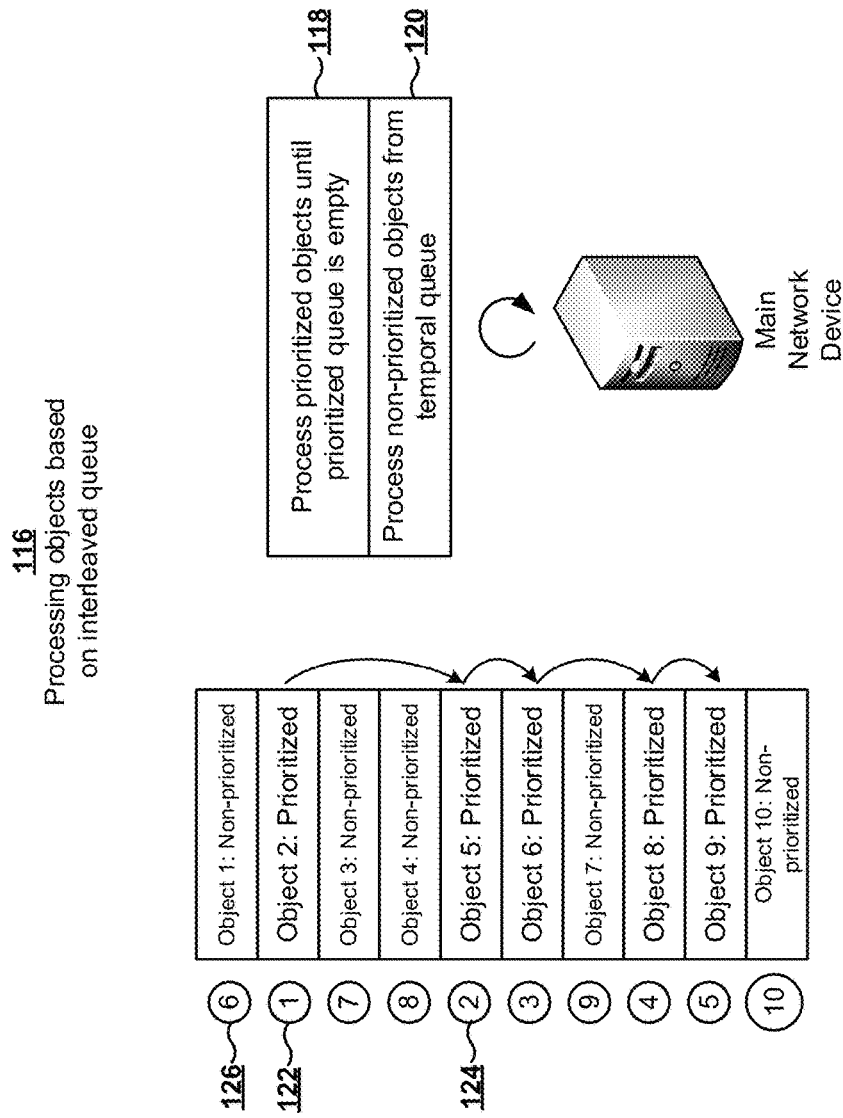 116
Processing objects based
on interleaved queue
126
6
Object 1: Non-prioritized
122
1
Object 2: Prioritized
7
Object 3: Non-prioritized
8
Object 4: Non-prioritized
124
2
Object 5: Prioritized
3
Object 6: Prioritized
9
Object 7: Non-prioritized
4
Object 8: Prioritized
5
Object 9: Prioritized
10
Object 10: Non-
prioritized
Process prioritized objects until
prioritized queue is empty
118
Process non-prioritized objects from
temporal queue
120
Main
Network
Device